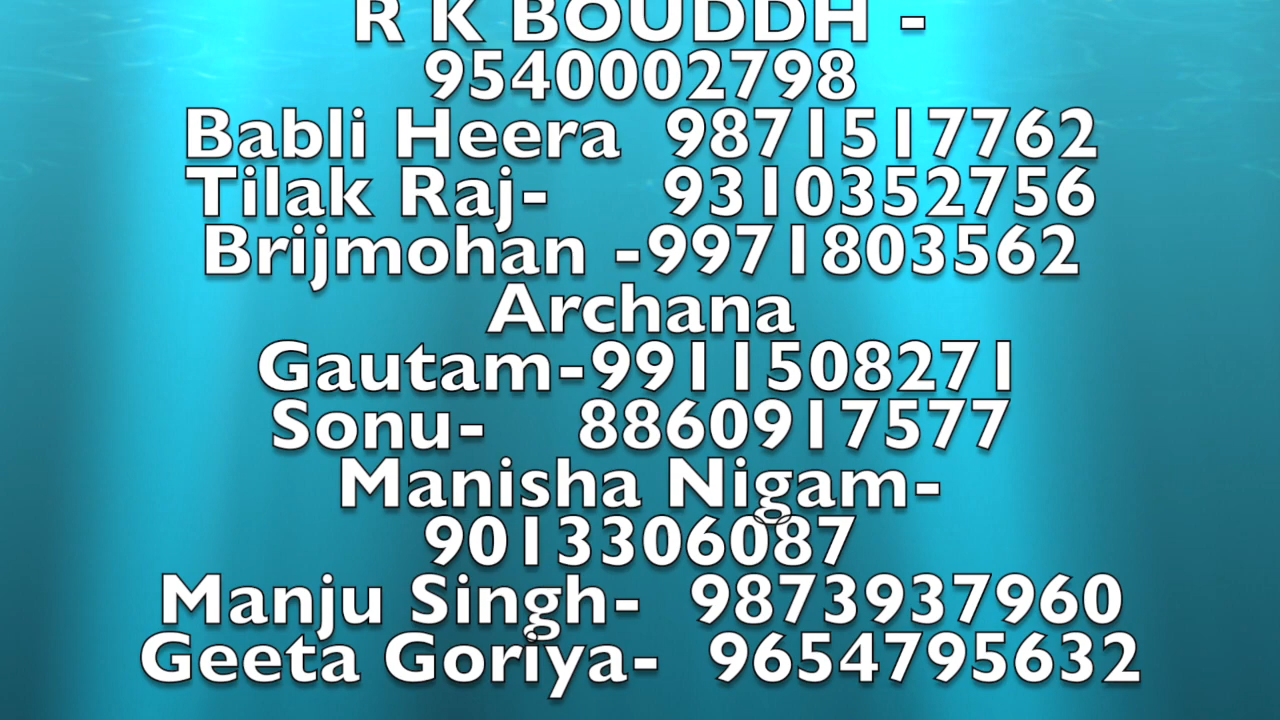 R K BOUDDH -
9540002798
Babli Heera 9871517762
Tilak Raj- 9310352756
Brijmohan -9971803562
Archana
Gautam-9911508271
Sonu- 8860917577
Manisha Nigam-
9013306087
Manju Singh- 9873937960
Geeta Goriya- 9654795632